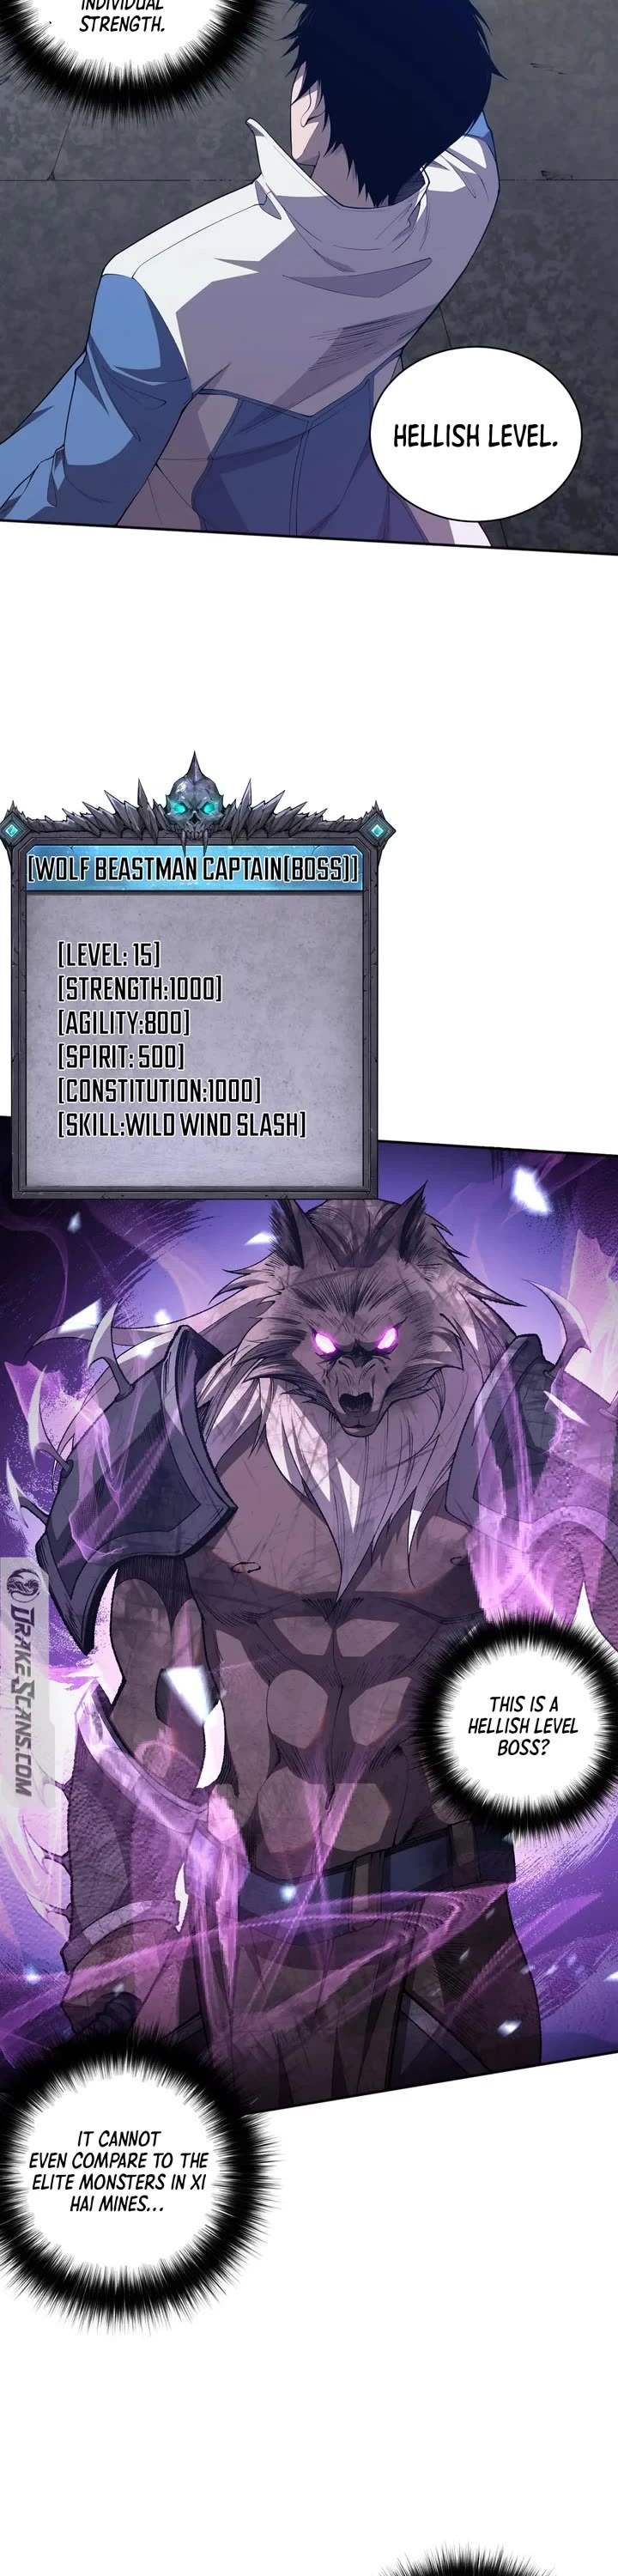 INDIVIDUAL
STRENGTH.
HELLISH LEVEL.
[WOLF BEASTMAN CAPTAIN[BOSS]]
[LEVEL: 15]
[STRENGTH:1000]
[AGILITY:800]
[SPIRIT: 500]
[CONSTITUTION:1000]
[SKILL:WILD WIND SLASH]
DRAKESCANS.COM
THIS IS A
HELLISH LEVEL
BOSS?
IT CANNOT
EVEN COMPARE TO THE
ELITE MONSTERS IN XI
HAI MINES...